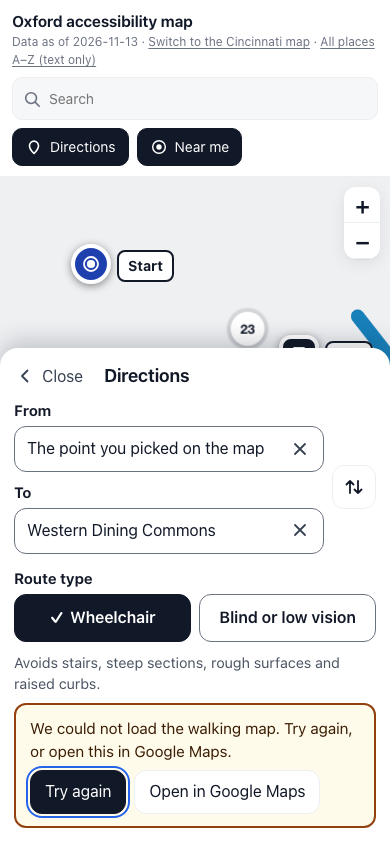 Oxford accessibility map
Data as of 2026-11-13 · Switch to the Cincinnati map · All places
A–Z (text only)
Search
Directions
Near me
+
−
Start
23
Close
Directions
From
The point you picked on the map
To
Western Dining Commons
Route type
Wheelchair
Blind or low vision
Avoids stairs, steep sections, rough surfaces and
raised curbs.
We could not load the walking map. Try again,
or open this in Google Maps.
Try again
Open in Google Maps